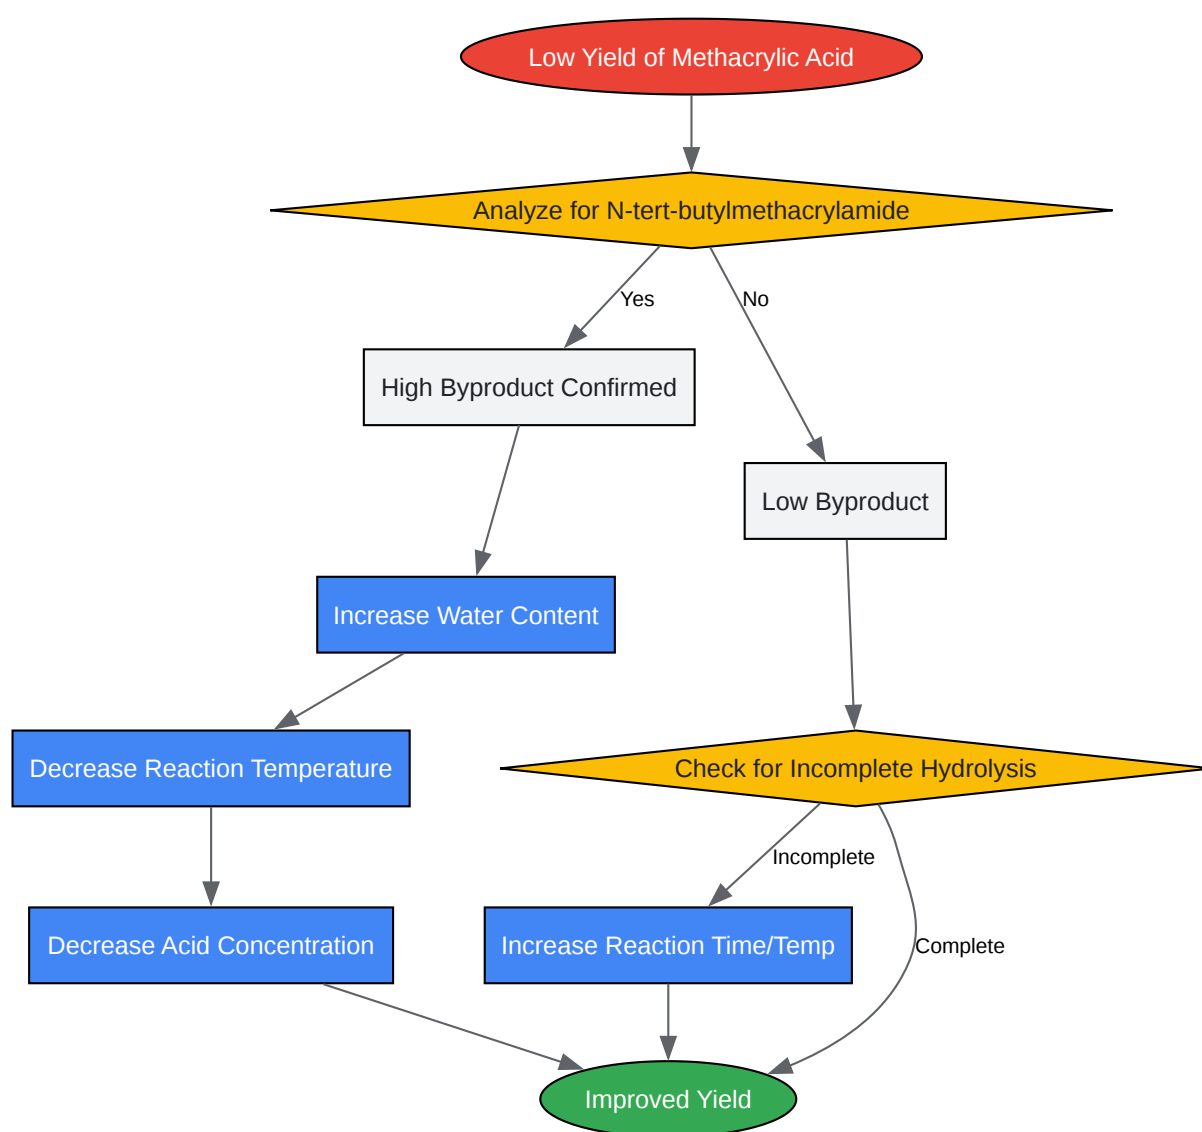 Low Yield of Methacrylic Acid
Analyze for N-tert-butylmethacrylamide
Yes
No
High Byproduct Confirmed
Low Byproduct
Increase Water Content
Decrease Reaction Temperature
Check for Incomplete Hydrolysis
Incomplete
Decrease Acid Concentration
Increase Reaction Time/Temp
Complete
Improved Yield